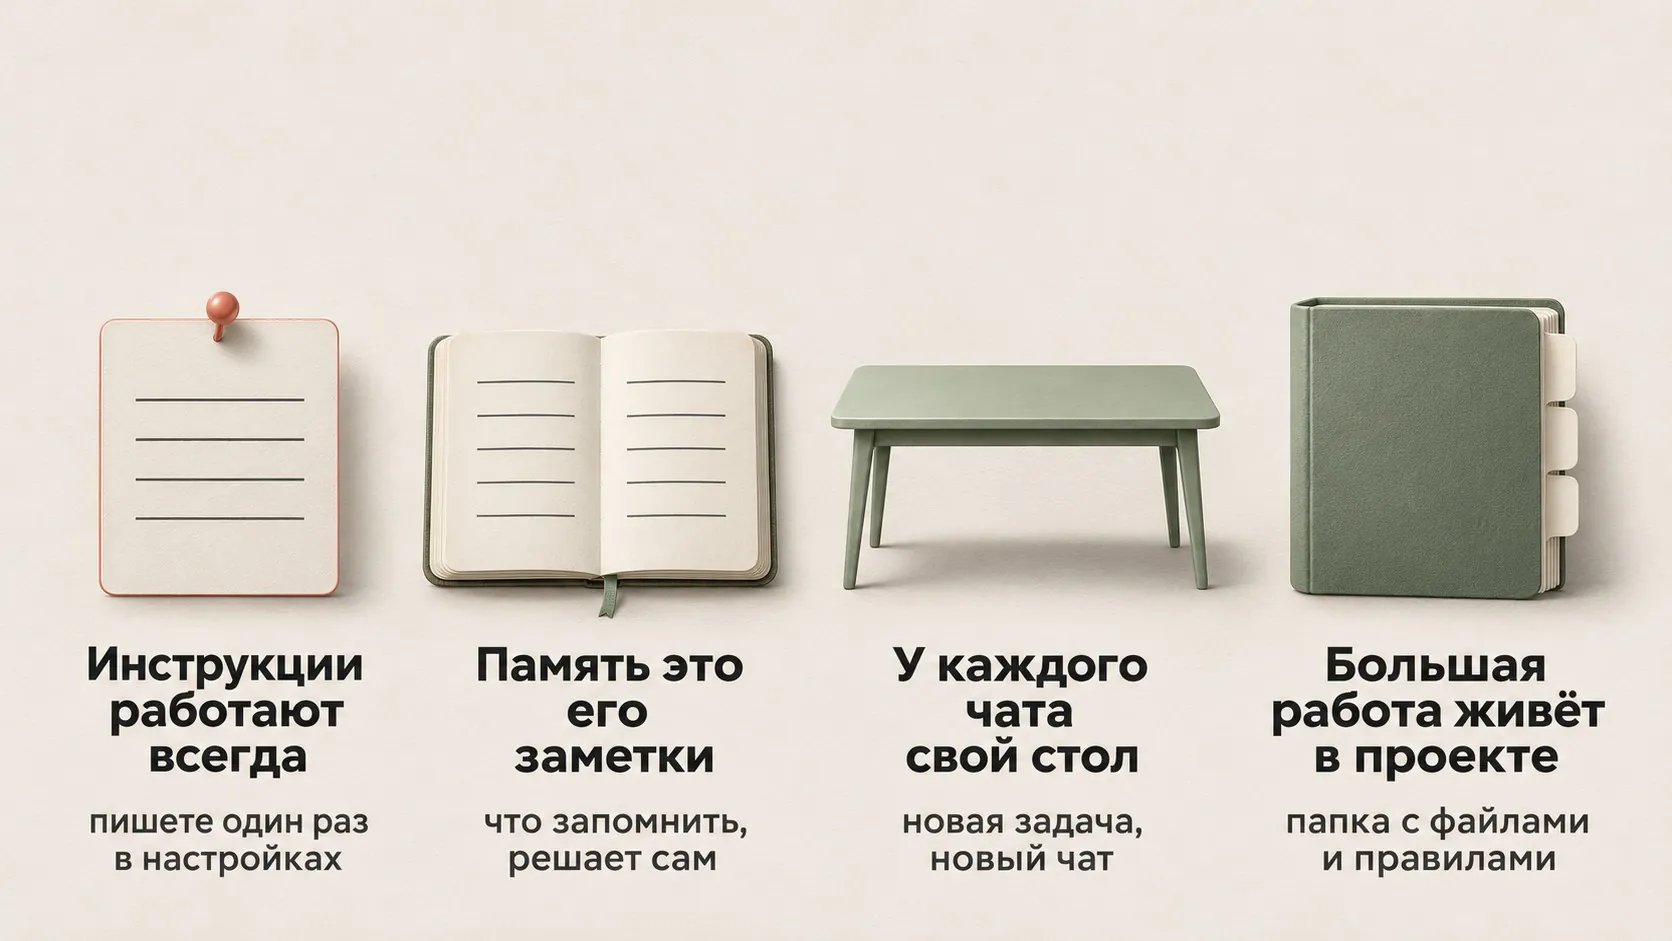 Инструкции
работают
всегда
пишете один раз
в настройках
Память это
его
заметки
что запомнить,
решает сам
У каждого
чата
свой стол
новая задача,
новый чат
Большая
работа живёт
в проекте
папка с файлами
и правилами